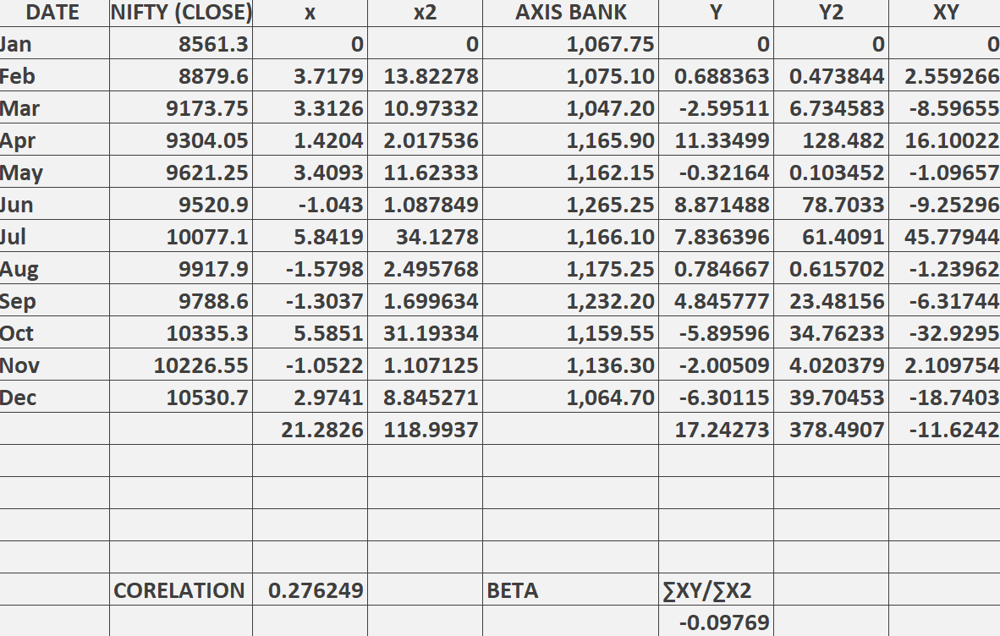 DATE NIFTY (CLOSE) x x2 AXIS BANK Y Y2 XY
Jan 8561.3 0 0 1,067.75 0 0 0
Feb 8879.6 3.7179 13.82278 1,075.10 0.688363 0.473844 2.559266
Mar 9173.75 3.3126 10.97332 1,047.20 -2.59511 6.734583 -8.59655
Apr 9304.05 1.4204 2.017536 1,165.90 11.33499 128.482 16.10022
May 9621.25 3.4093 11.62333 1,162.15 -0.32164 0.103452 -1.09657
Jun 9520.9 -1.043 1.087849 1,265.25 8.871488 78.7033 -9.25296
Jul 10077.1 5.8419 34.1278 1,166.10 7.836396 61.4091 45.77944
Aug 9917.9 -1.5798 2.495768 1,175.25 0.784667 0.615702 -1.23962
Sep 9788.6 -1.3037 1.699634 1,232.20 4.845777 23.48156 -6.31744
Oct 10335.3 5.5851 31.19334 1,159.55 -5.89596 34.76233 -32.9295
Nov 10226.55 -1.0522 1.107125 1,136.30 -2.00509 4.020379 2.109754
Dec 10530.7 2.9741 8.845271 1,064.70 -6.30115 39.70453 -18.7403
21.2826 118.9937 17.24273 378.4907 -11.6242
CORELATION 0.276249 BETA ∑XY/∑X2
-0.09769